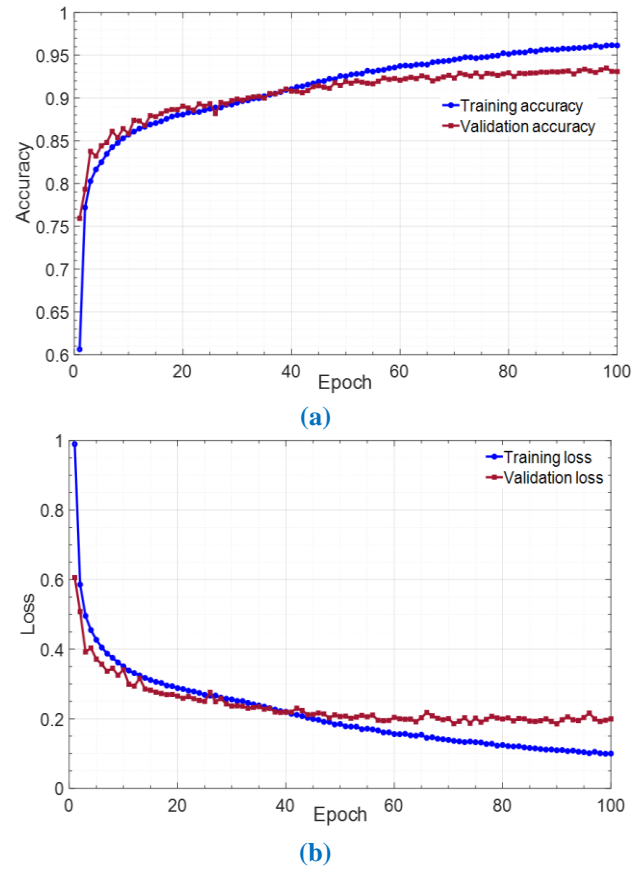 0.95
0.9
0.85
0.8
0.75
0.7
0.65
0.6
Accuracy
Training accuracy
Validation accuracy
0 20 40 60 80 100
Epoch
(a)
1
0.8
0.6
0.4
0.2
0
Loss
Training loss
Validation loss
0 20 40 60 80 100
Epoch
(b)